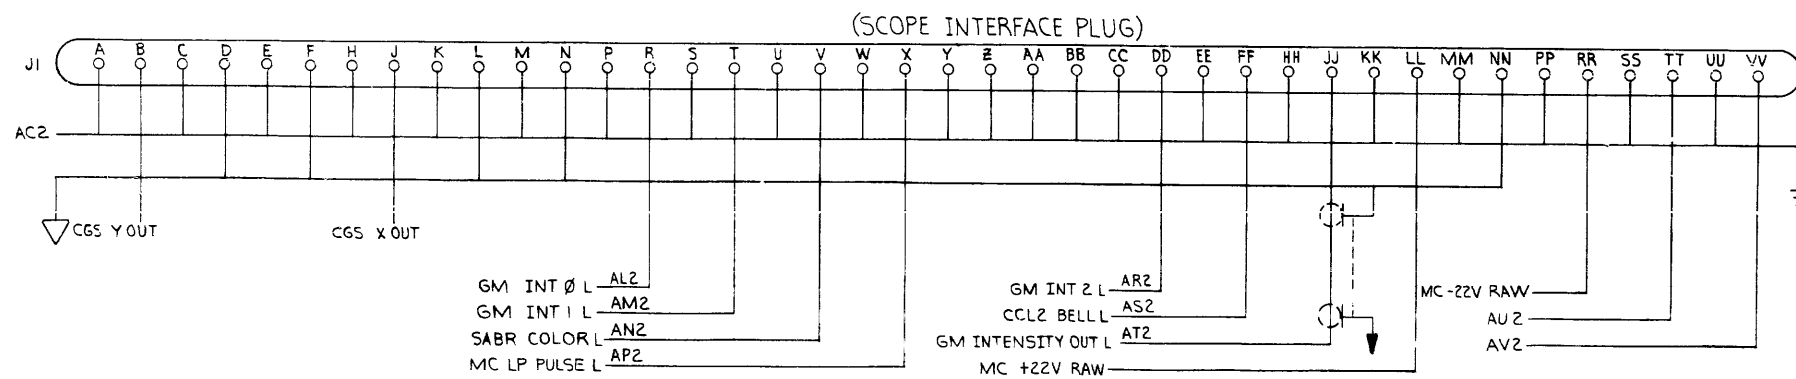 (SCOPE INTERFACE PLUG)
J1 A B C D E F H J K L M N P R S T U V W X Y Z AA BB CC DD EE FF HH JJ KK LL MM NN PP RR SS TT UU VV
AC2
CGS Y OUT
CGS X OUT
GM INT Ø L AL2
GM INT 1 L AM2
SABR COLOR L AN2
MC LP PULSE L AP2
GM INT 2 L AR2
CCL2 BELL L AS2
GM INTENSITY OUT L AT2
MC +22V RAW
MC -22V RAW
AU2
AV2